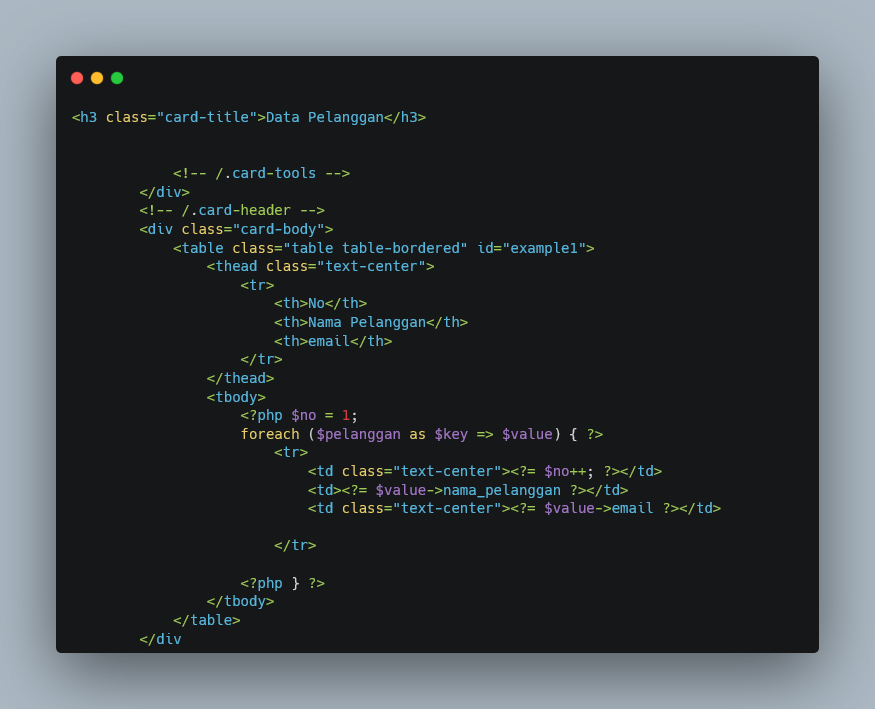 <h3 class="card-title">Data Pelanggan</h3>
<!-- /.card-tools -->
</div>
<!-- /.card-header -->
<div class="card-body">
<table class="table table-bordered" id="example1">
<thead class="text-center">
<tr>
<th>No</th>
<th>Nama Pelanggan</th>
<th>email</th>
</tr>
</thead>
<tbody>
<?php $no = 1;
foreach ($pelanggan as $key => $value) { ?>
<tr>
<td class="text-center"><?= $no++; ?></td>
<td><?= $value->nama_pelanggan ?></td>
<td class="text-center"><?= $value->email ?></td>
</tr>
<?php } ?>
</tbody>
</table>
</div